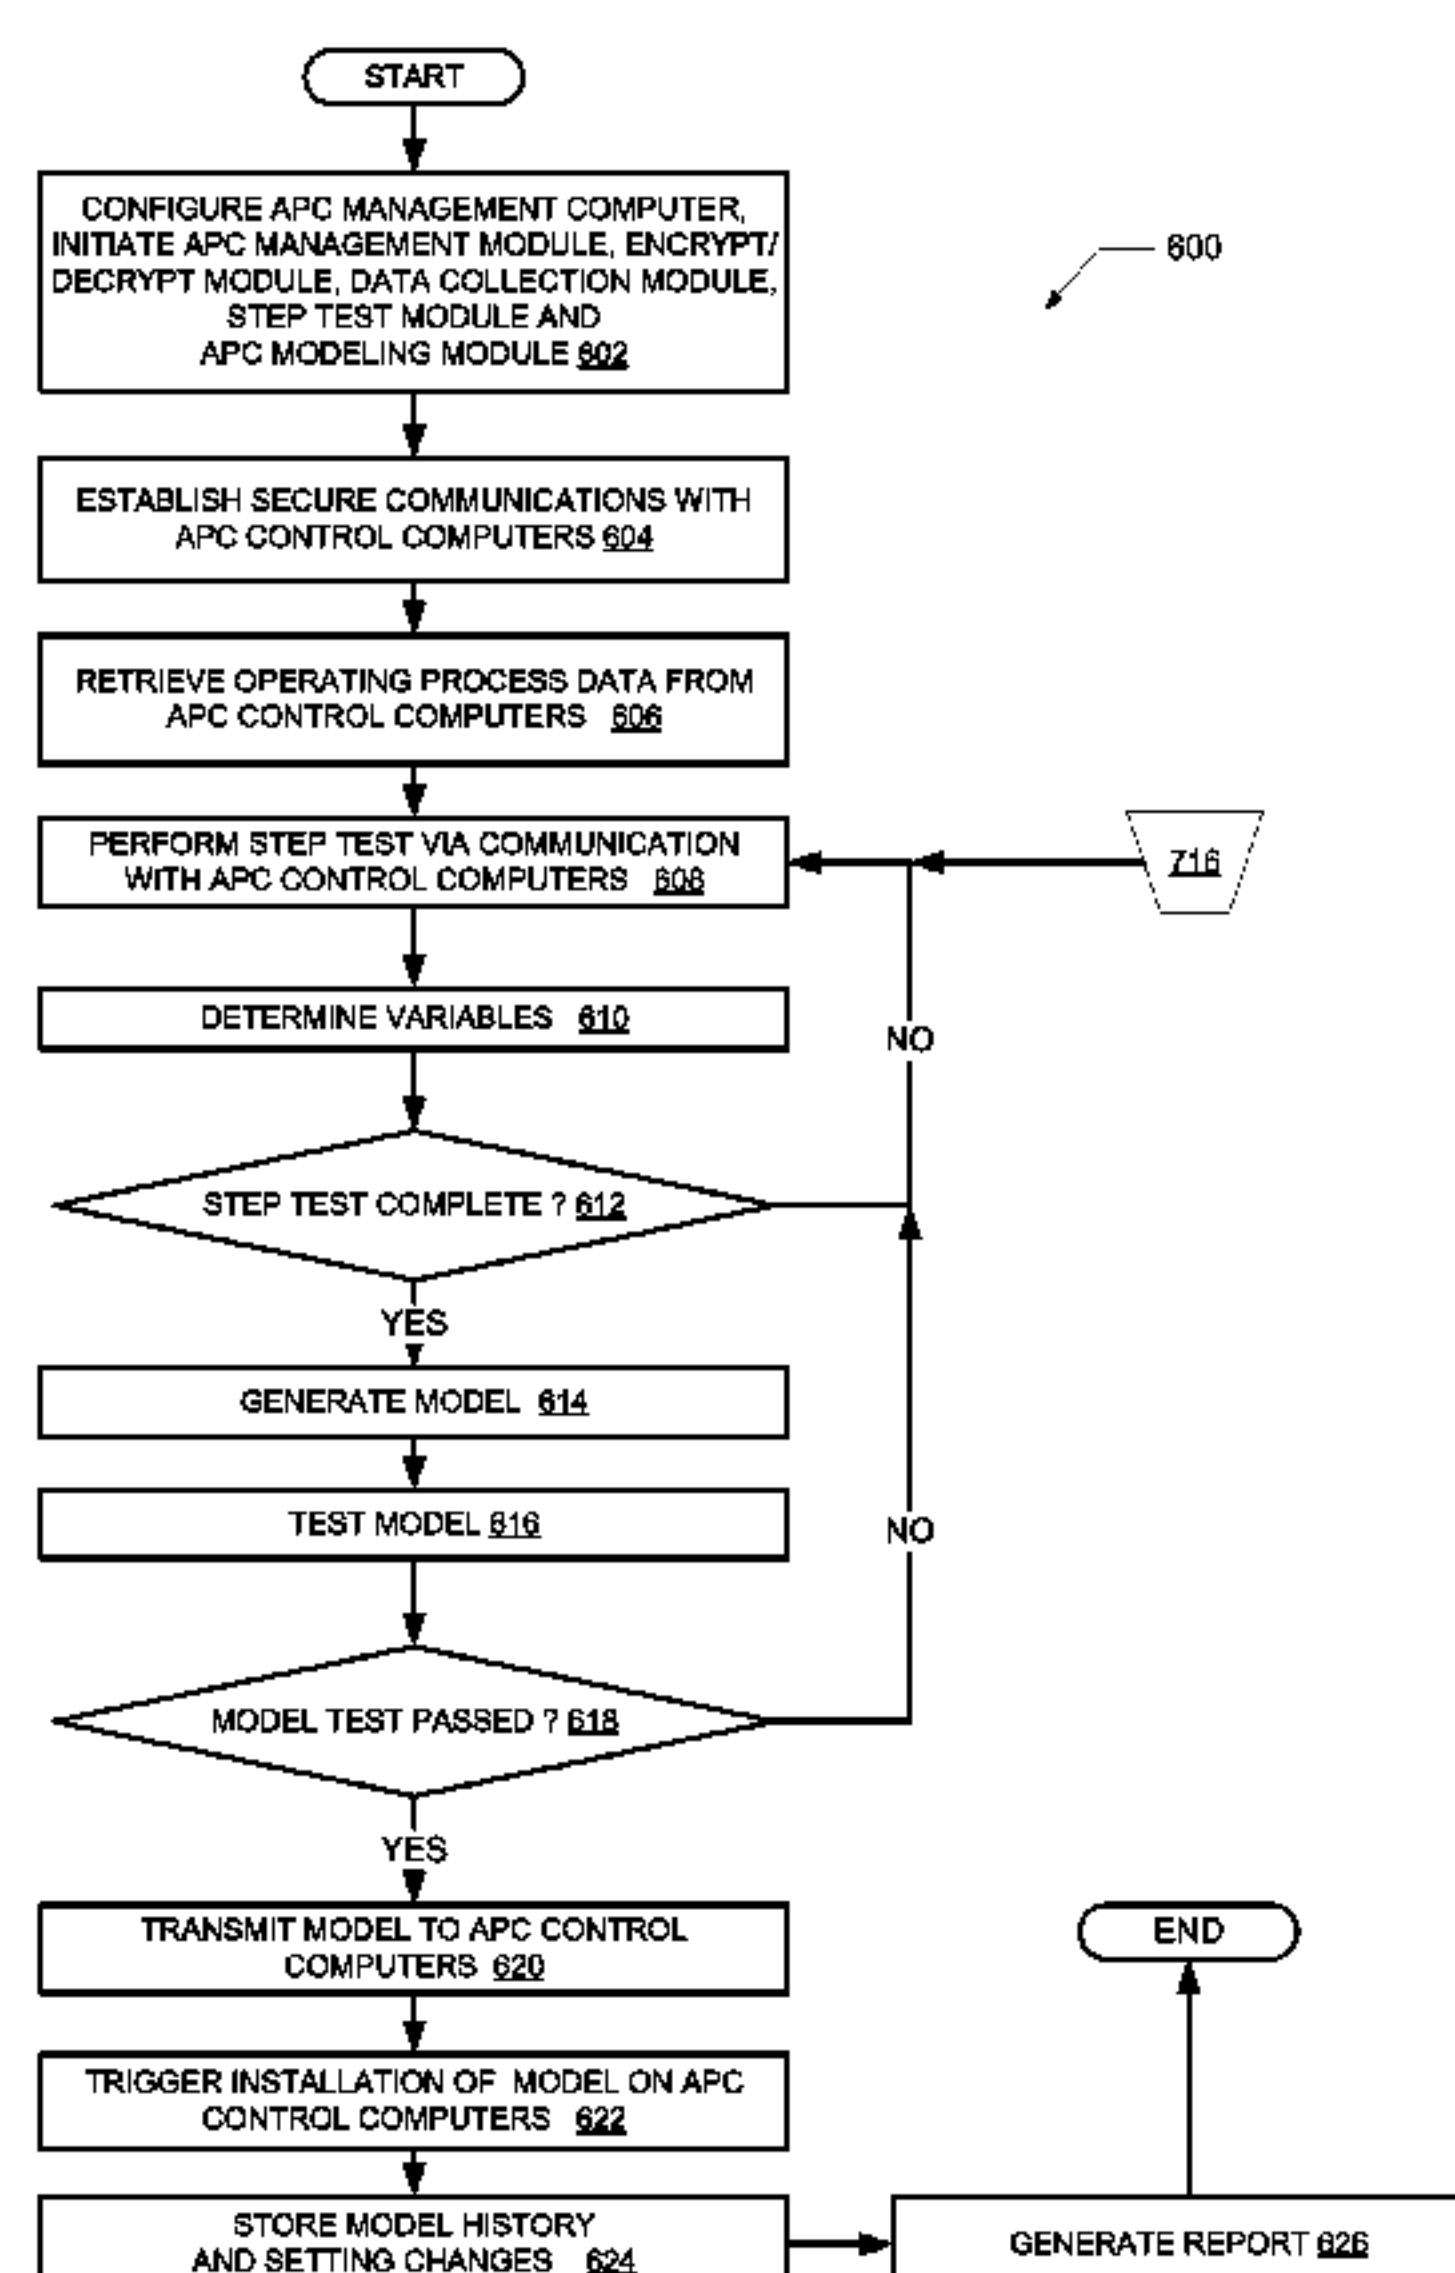 START
CONFIGURE APC MANAGEMENT COMPUTER,
INITIATE APC MANAGEMENT MODULE, ENCRYPT/
DECRYPT MODULE, DATA COLLECTION MODULE,
STEP TEST MODULE AND
APC MODELING MODULE 602
600
ESTABLISH SECURE COMMUNICATIONS WITH
APC CONTROL COMPUTERS 604
RETRIEVE OPERATING PROCESS DATA FROM
APC CONTROL COMPUTERS 606
PERFORM STEP TEST VIA COMMUNICATION
WITH APC CONTROL COMPUTERS 608
716
DETERMINE VARIABLES 610
NO
STEP TEST COMPLETE ? 612
YES
GENERATE MODEL 614
TEST MODEL 616
NO
MODEL TEST PASSED ? 618
YES
TRANSMIT MODEL TO APC CONTROL
COMPUTERS 620
END
TRIGGER INSTALLATION OF MODEL ON APC
CONTROL COMPUTERS 622
STORE MODEL HISTORY
AND SETTING CHANGES 624
GENERATE REPORT 626